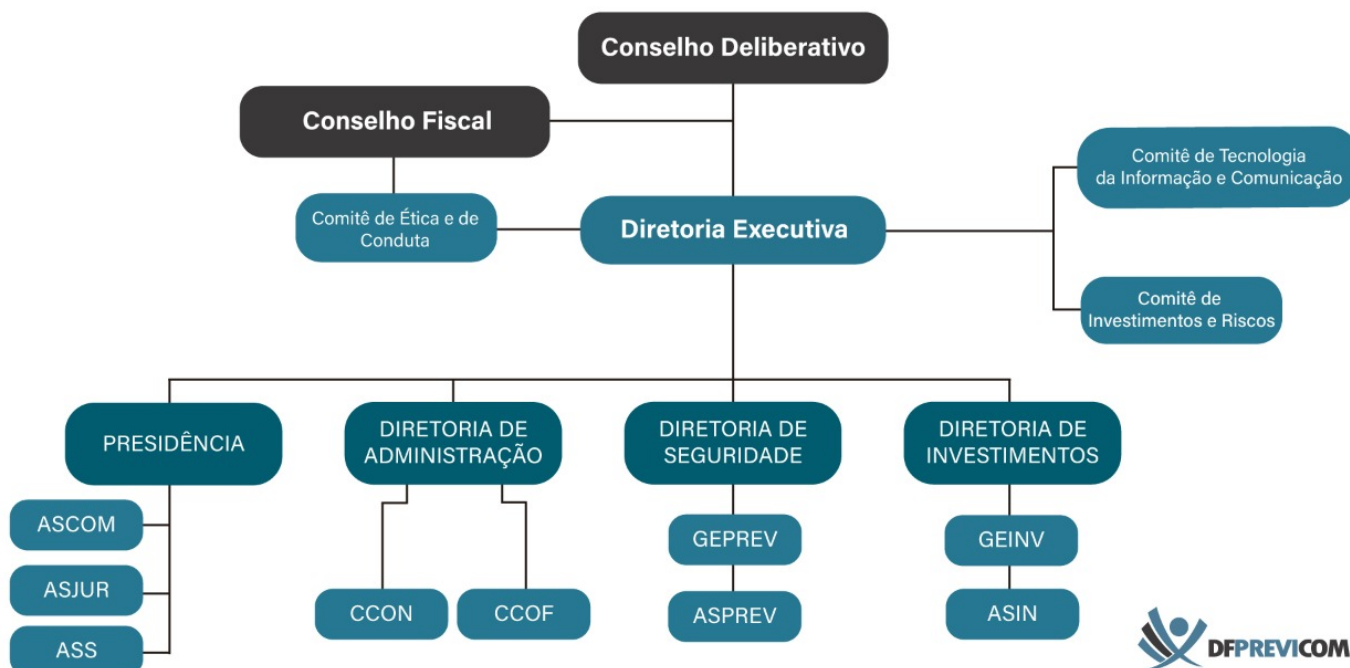 Conselho Deliberativo
Conselho Fiscal
Comitê de Tecnologia
da Informação e Comunicação
Comitê de Ética e de
Conduta
Diretoria Executiva
Comitê de
Investimentos e Riscos
PRESIDÊNCIA
DIRETORIA DE
ADMINISTRAÇÃO
DIRETORIA DE
SEGURIDADE
DIRETORIA DE
INVESTIMENTOS
ASCOM
ASJUR
ASS
CCON
CCOF
GEPREV
ASPREV
GEINV
ASIN
DFPREVICOM